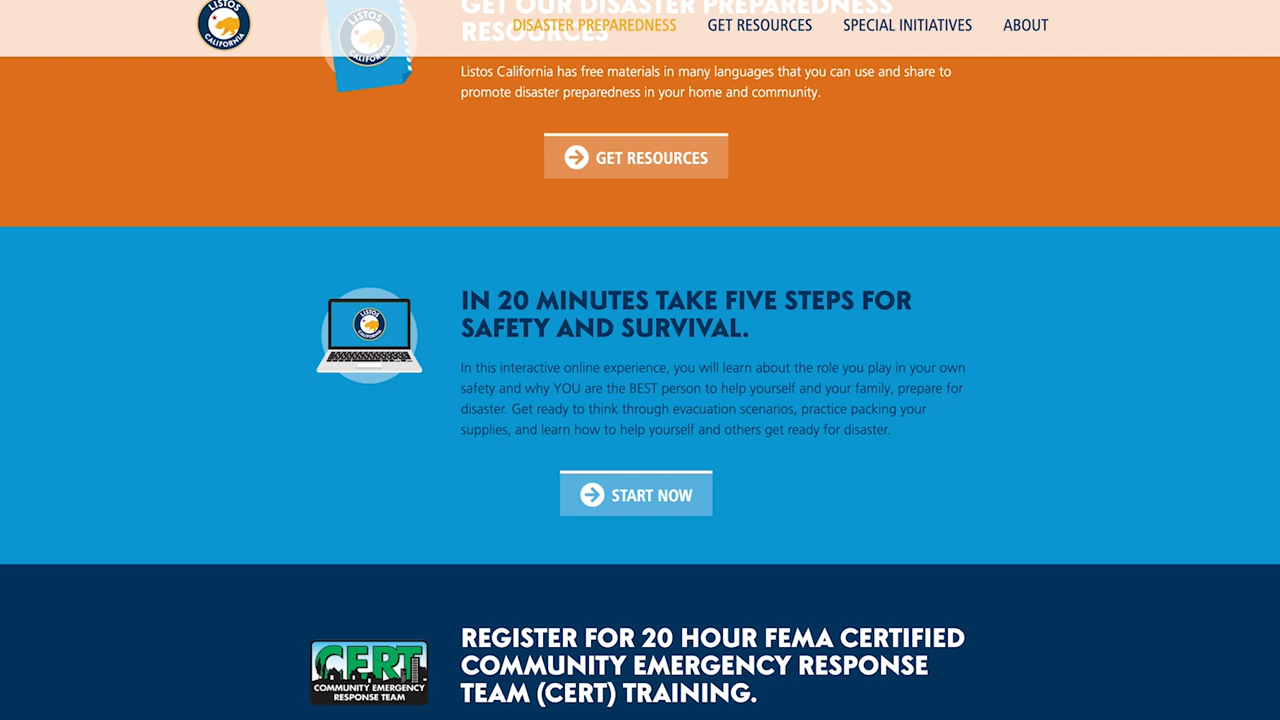 LISTOS
CALIFORNIA
DISASTER PREPAREDNESS
GET RESOURCES
SPECIAL INITIATIVES
ABOUT
GET OUR DISASTER PREPAREDNESS
RESOURCES
LISTOS
CALIFORNIA
Listos California has free materials in many languages that you can use and share to
promote disaster preparedness in your home and community.
GET RESOURCES
LISTOS
CALIFORNIA
IN 20 MINUTES TAKE FIVE STEPS FOR
SAFETY AND SURVIVAL.
In this interactive online experience, you will learn about the role you play in your own
safety and why YOU are the BEST person to help yourself and your family, prepare for
disaster. Get ready to think through evacuation scenarios, practice packing your
supplies, and learn how to help yourself and others get ready for disaster.
START NOW
CERT
COMMUNITY EMERGENCY
RESPONSE TEAM
REGISTER FOR 20 HOUR FEMA CERTIFIED
COMMUNITY EMERGENCY RESPONSE
TEAM (CERT) TRAINING.